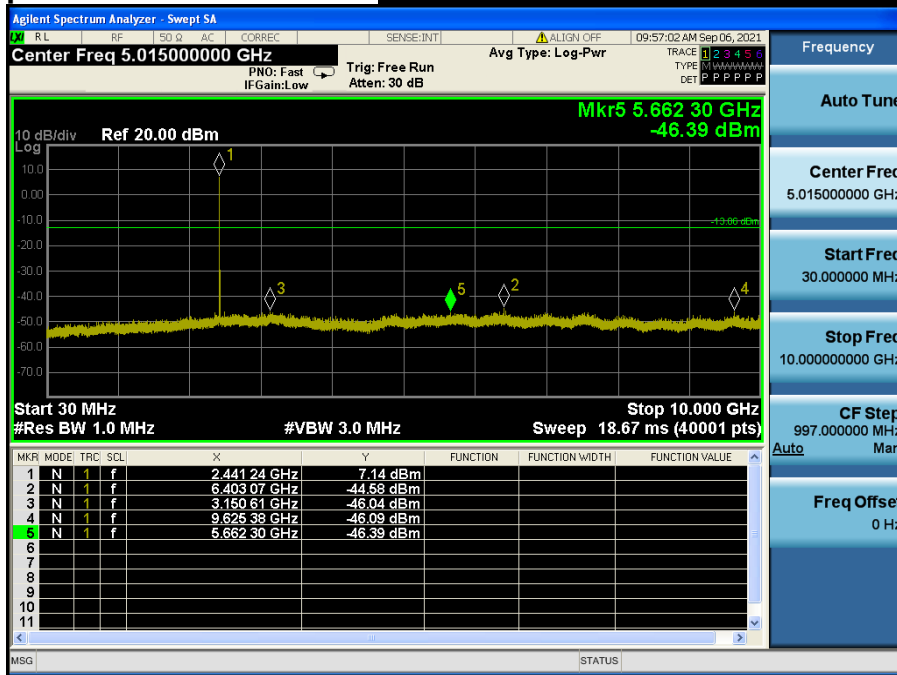 Agilent Spectrum Analyzer - Swept SA
LXI RL RF 50 Ω AC CORREC SENSE:INT ALIGN OFF 09:57:02 AM Sep 06, 2021
Center Freq 5.015000000 GHz
PNO: Fast
IFGain:Low
Trig: Free Run
Atten: 30 dB
Avg Type: Log-Pwr
TRACE 1 2 3 4 5 6
TYPE M WWWWW
DET P P P P P P
Mkr5 5.662 30 GHz
-46.39 dBm
10 dB/div Ref 20.00 dBm
Log
10.0
0.00
-10.0
-20.0
-30.0
-40.0
-50.0
-60.0
-70.0
1
3
5
2
4
-13.06 dBm
Start 30 MHz Stop 10.000 GHz
#Res BW 1.0 MHz #VBW 3.0 MHz Sweep 18.67 ms (40001 pts)
MKR MODE TRC SCL X Y FUNCTION FUNCTION WIDTH FUNCTION VALUE
1 N 1 f 2.441 24 GHz 7.14 dBm
2 N 1 f 6.403 07 GHz -44.58 dBm
3 N 1 f 3.150 61 GHz -46.04 dBm
4 N 1 f 9.625 38 GHz -46.09 dBm
5 N 1 f 5.662 30 GHz -46.39 dBm
6
7
8
9
10
11
MSG STATUS
Frequency
Auto Tune
Center Freq
5.015000000 GHz
Start Freq
30.000000 MHz
Stop Freq
10.000000000 GHz
CF Step
997.000000 MHz
Auto Man
Freq Offset
0 Hz